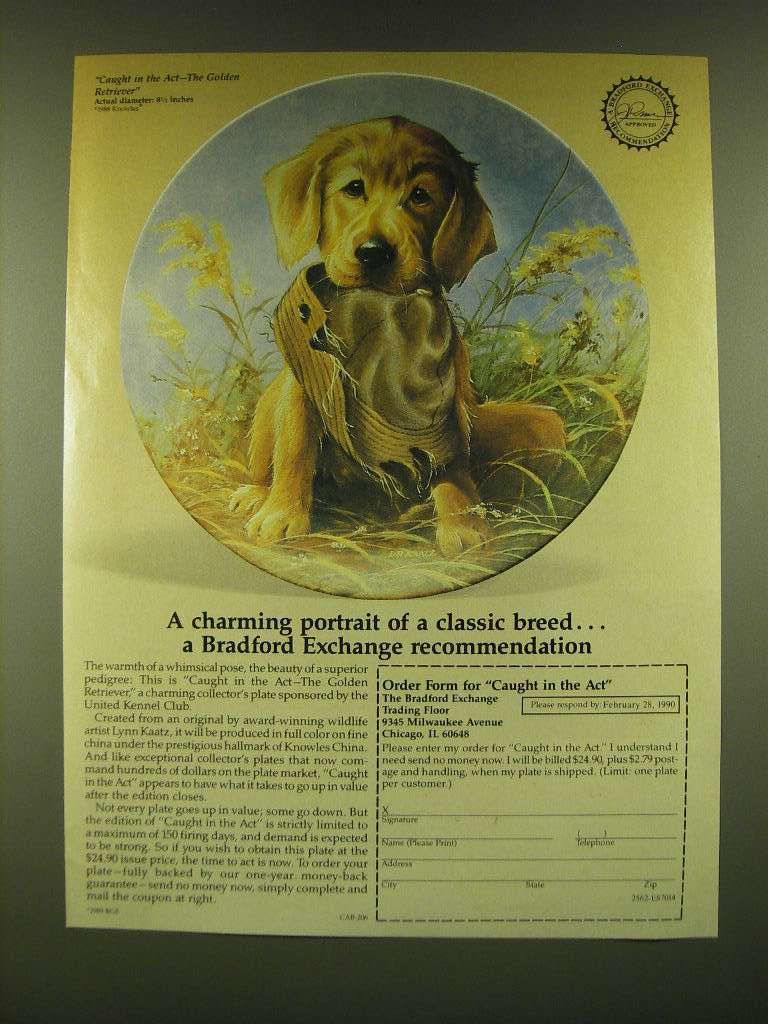 "Caught in the Act—The Golden
Retriever"
Actual diameter: 8½ inches
©1988 Knowles
A BRADFORD EXCHANGE
APPROVED
RECOMMENDATION
A charming portrait of a classic breed...
a Bradford Exchange recommendation
The warmth of a whimsical pose, the beauty of a superior
pedigree: This is "Caught in the Act—The Golden
Retriever," a charming collector's plate sponsored by the
United Kennel Club.
Created from an original by award-winning wildlife
artist Lynn Kaatz, it will be produced in full color on fine
china under the prestigious hallmark of Knowles China.
And like exceptional collector's plates that now com-
mand hundreds of dollars on the plate market, "Caught
in the Act" appears to have what it takes to go up in value
after the edition closes.
Not every plate goes up in value; some go down. But
the edition of "Caught in the Act" is strictly limited to
a maximum of 150 firing days, and demand is expected
to be strong. So if you wish to obtain this plate at the
$24.90 issue price, the time to act is now. To order your
plate—fully backed by our one-year money-back
guarantee—send no money now, simply complete and
mail the coupon at right.
©1989 BGE
CAB-206
Order Form for "Caught in the Act"
The Bradford Exchange
Trading Floor
9345 Milwaukee Avenue
Chicago, IL 60648
Please respond by: February 28, 1990
Please enter my order for "Caught in the Act." I understand I
need send no money now. I will be billed $24.90, plus $2.79 post-
age and handling, when my plate is shipped. (Limit: one plate
per customer.)
X
Signature
Name (Please Print)
( )
Telephone
Address
City State Zip
2562-E87014